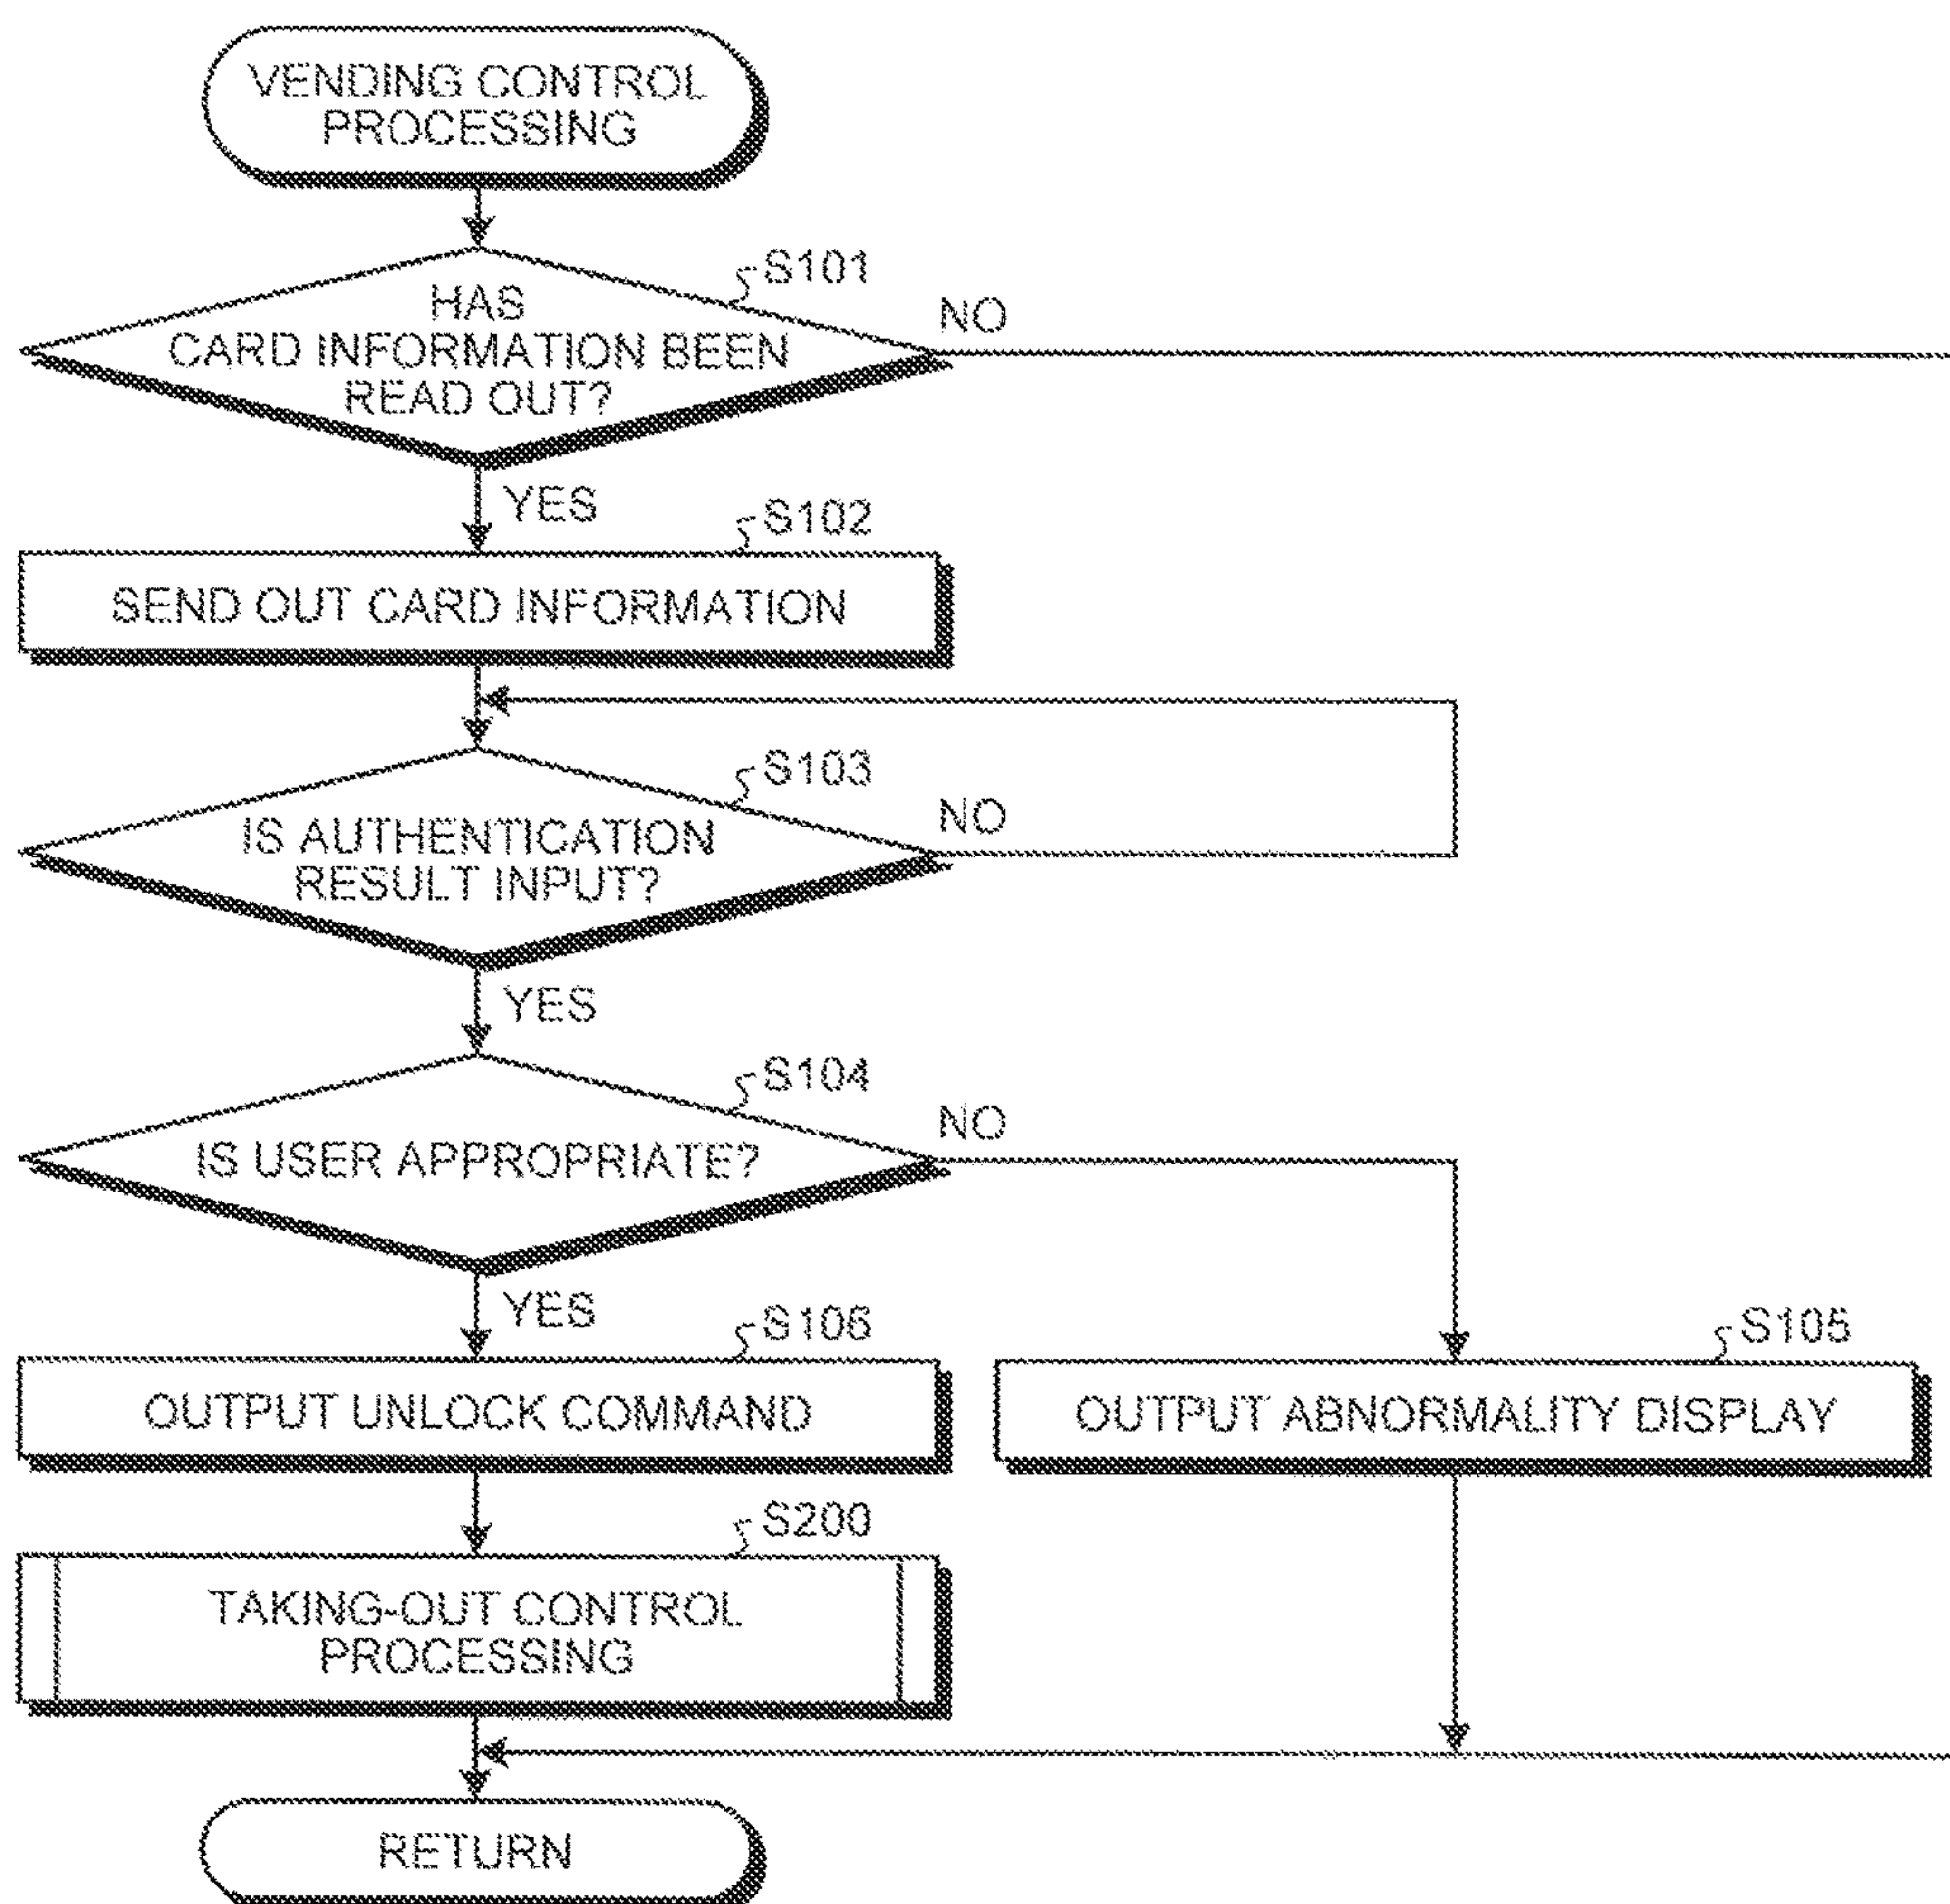 VENDING CONTROL
PROCESSING
S101
HAS
CARD INFORMATION BEEN
READ OUT?
NO
YES
S102
SEND OUT CARD INFORMATION
S103
IS AUTHENTICATION
RESULT INPUT?
NO
YES
S104
IS USER APPROPRIATE?
NO
YES
S106
OUTPUT UNLOCK COMMAND
S105
OUTPUT ABNORMALITY DISPLAY
S200
TAKING-OUT CONTROL
PROCESSING
RETURN